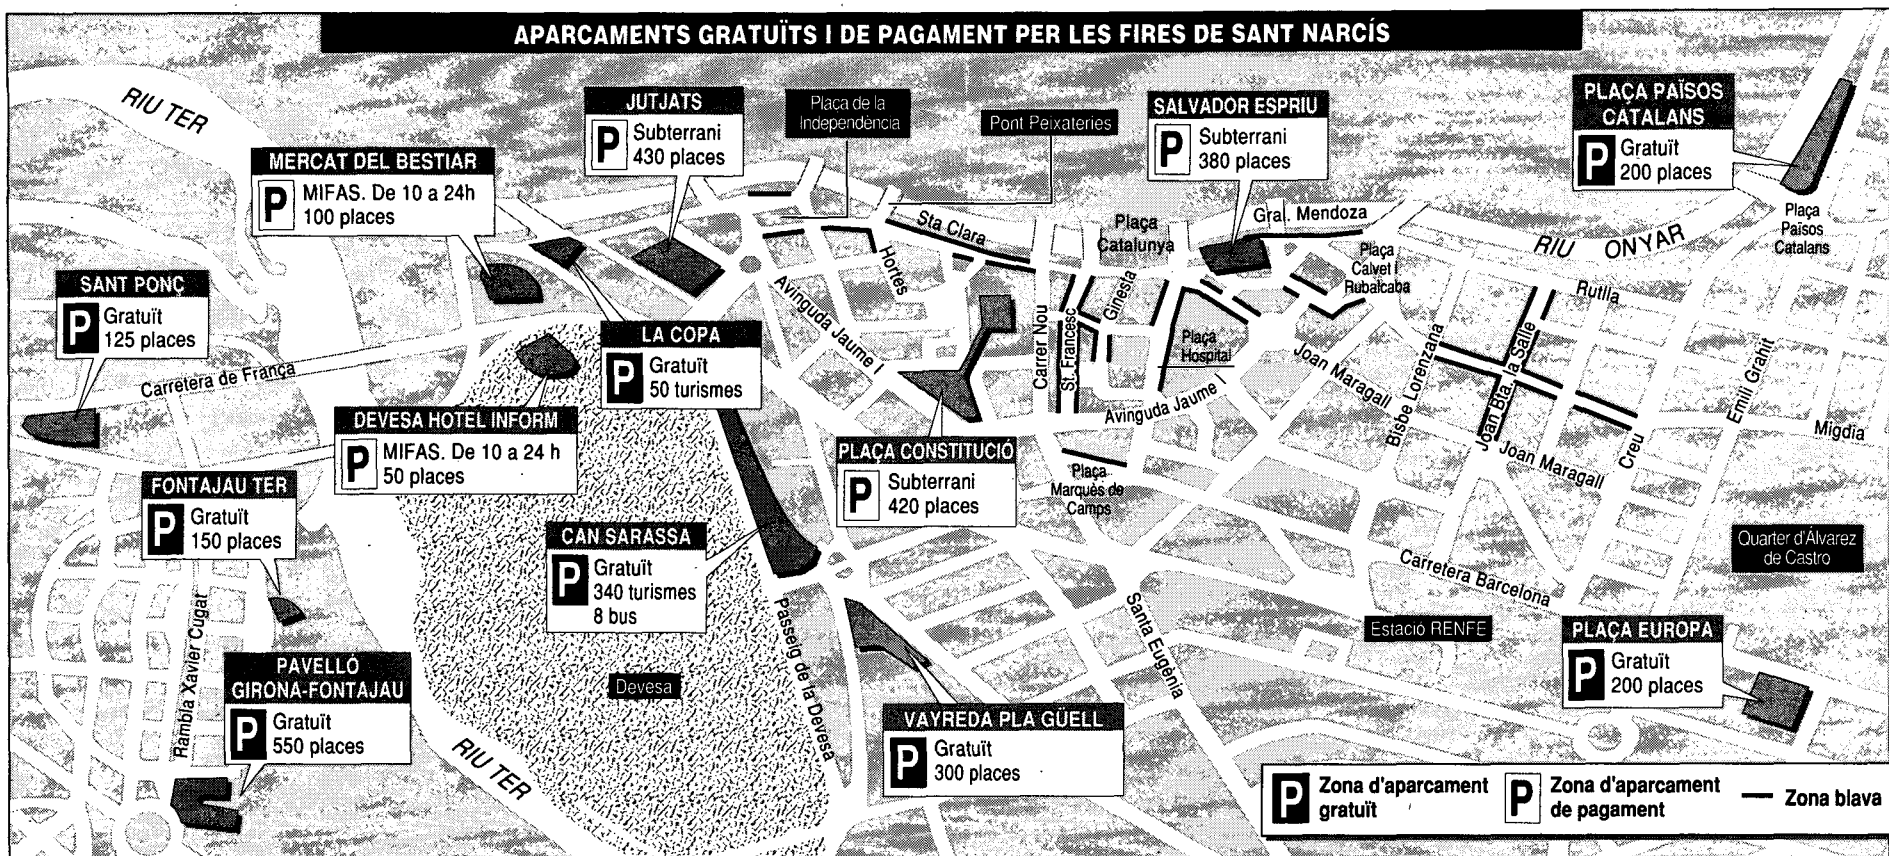 APARCAMENTS GRATUÏTS I DE PAGAMENT PER LES FIRES DE SANT NARCÍS
RIU TER
MERCAT DEL BESTIAR
P
MIFAS. De 10 a 24h
100 places
JUTJATS
P
Subterrani
430 places
Placa de la
Independència
Pont Peixateries
SALVADOR ESPRIU
P
Subterrani
380 places
PLAÇA PAÏSOS
CATALANS
P
Gratuït
200 places
SANT PONÇ
P
Gratuït
125 places
LA COPA
P
Gratuït
50 turismes
DEVESA HOTEL INFORM
P
MIFAS. De 10 a 24 h
50 places
PLAÇA CONSTITUCIÓ
P
Subterrani
420 places
FONTAJAU TER
P
Gratuït
150 places
CAN SARASSA
P
Gratuït
340 turismes
8 bus
PAVELLÓ
GIRONA-FONTAJAU
P
Gratuït
550 places
VAYREDA PLA GÜELL
P
Gratuït
300 places
PLAÇA EUROPA
P
Gratuït
200 places
Carretera de França
Avinguda Jaume I
Hortes
Sta Clara
Plaça
Catalunya
Gral. Mendoza
Plaça
Calvet i
Rubalcaba
RIU ONYAR
Plaça
Països
Catalans
Carrer Nou
St. Francesc
Ginesta
Plaça
Hospital
Avinguda Jaume I
Joan Maragall
Bisbe Lorenzana
Joan Bta. la Salle
Rutlla
Emili Grahit
Migdia
Joan Maragall
Creu
Plaça
Marquès de
Camps
Carretera Barcelona
Quarter d'Álvarez
de Castro
Estació RENFE
Rambla Xavier Cugat
Devesa
Passeig de la Devesa
Santa Eugènia
RIU TER
P
Zona d'aparcament
gratuït
P
Zona d'aparcament
de pagament
Zona blava